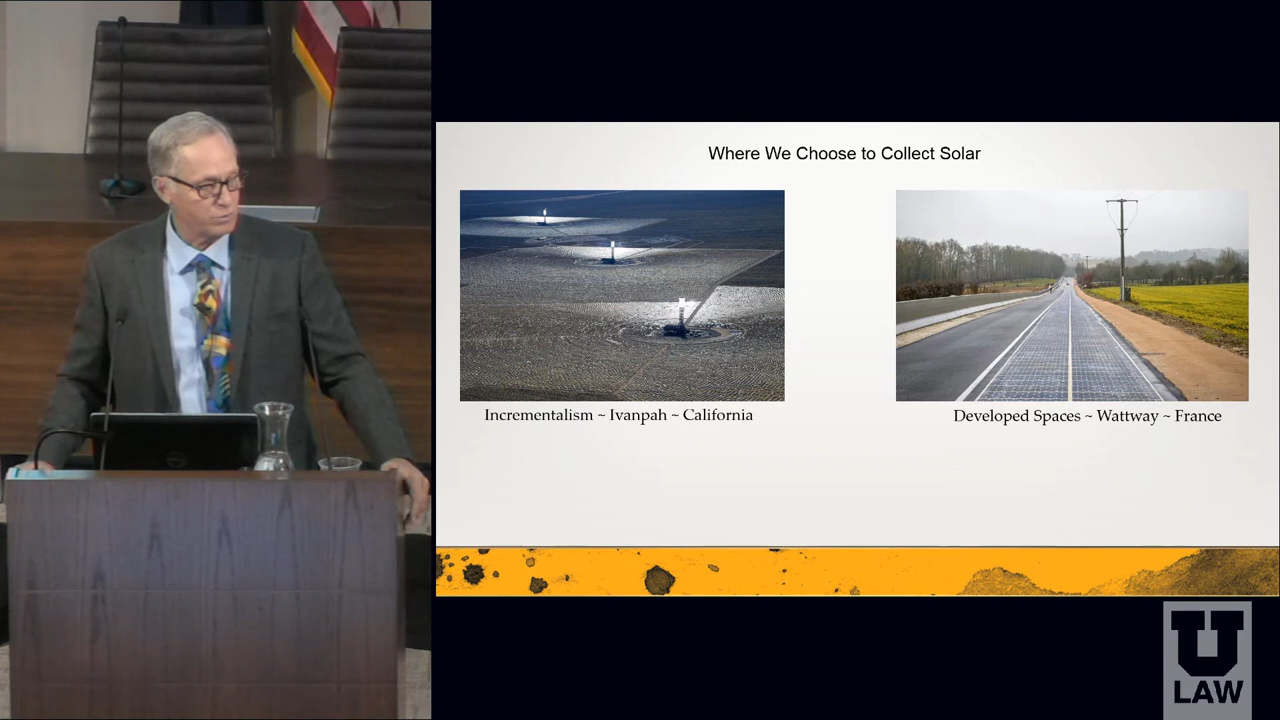 Where We Choose to Collect Solar
Incrementalism ~ Ivanpah ~ California
Developed Spaces ~ Wattway ~ France
U
LAW